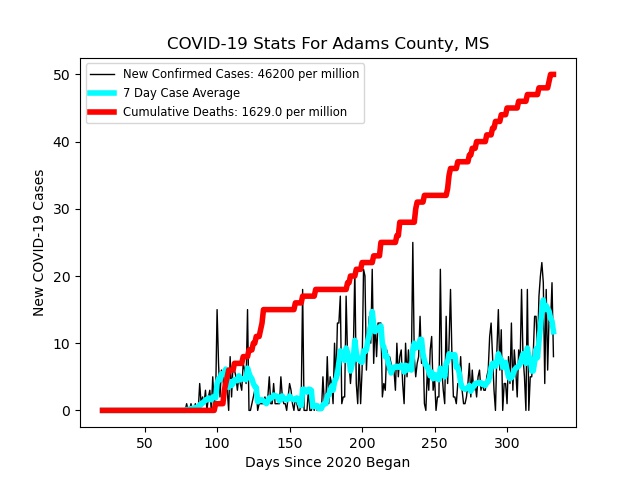 COVID-19 Stats For Adams County, MS
New Confirmed Cases: 46200 per million
7 Day Case Average
Cumulative Deaths: 1629.0 per million
New COVID-19 Cases
50
40
30
20
10
0
50 100 150 200 250 300
Days Since 2020 Began